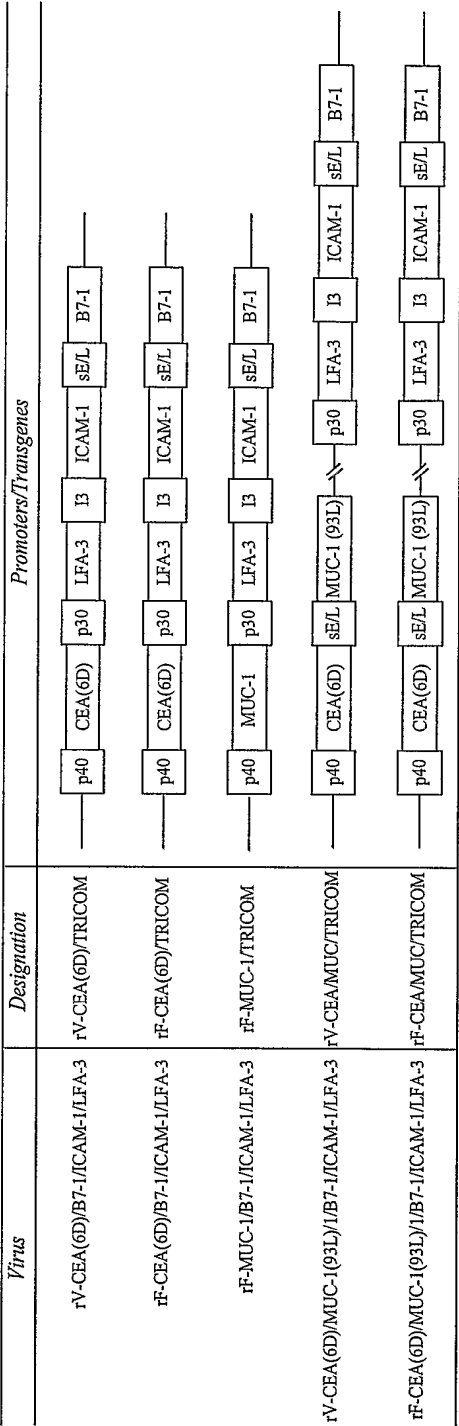 Virus Designation Promoters/Transgenes
rV-CEA(6D)/B7-1/ICAM-1/LFA-3 rV-CEA(6D)/TRICOM p40 CEA(6D) p30 LFA-3 I3 ICAM-1 sE/L B7-1
rF-CEA(6D)/B7-1/ICAM-1/LFA-3 rF-CEA(6D)/TRICOM p40 CEA(6D) p30 LFA-3 I3 ICAM-1 sE/L B7-1
rF-MUC-1/B7-1/ICAM-1/LFA-3 rF-MUC-1/TRICOM p40 MUC-1 p30 LFA-3 I3 ICAM-1 sE/L B7-1
rV-CEA(6D)/MUC-1(93L)/1/B7-1/ICAM-1/LFA-3 rV-CEA/MUC/TRICOM p40 CEA(6D) sE/L MUC-1 (93L) p30 LFA-3 I3 ICAM-1 sE/L B7-1
rF-CEA(6D)/MUC-1(93L)/1/B7-1/ICAM-1/LFA-3 rF-CEA/MUC/TRICOM p40 CEA(6D) sE/L MUC-1 (93L) p30 LFA-3 I3 ICAM-1 sE/L B7-1